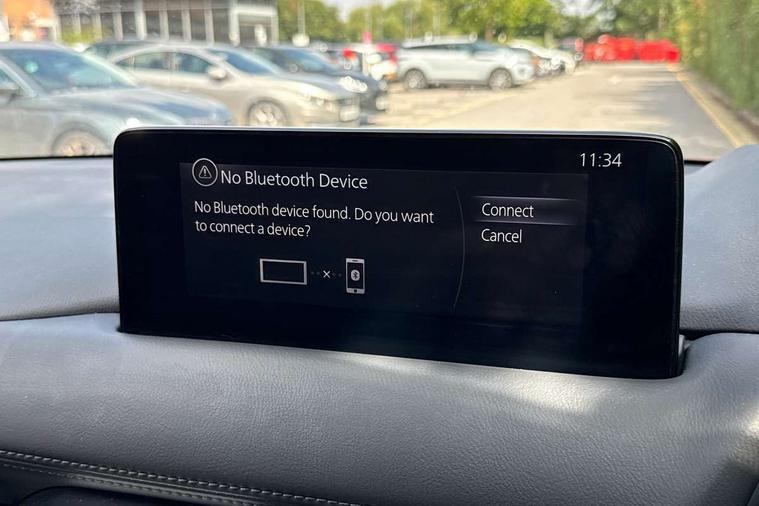 11:34
No Bluetooth Device
No Bluetooth device found. Do you want
to connect a device?
Connect
Cancel